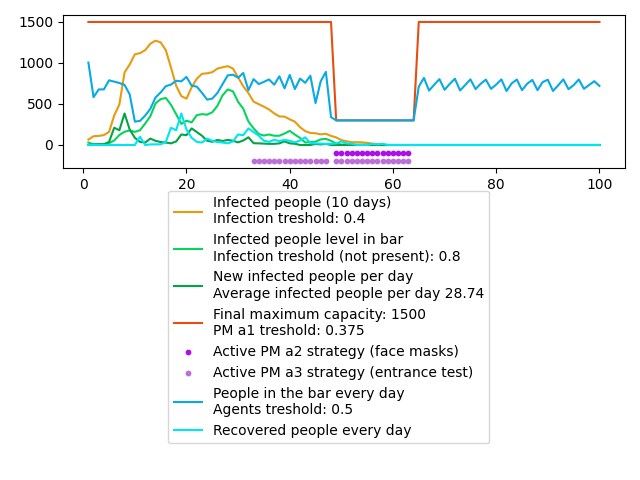 1500
1000
500
0
0 20 40 60 80 100
Infected people (10 days)
Infection treshold: 0.4
Infected people level in bar
Infection treshold (not present): 0.8
New infected people per day
Average infected people per day 28.74
Final maximum capacity: 1500
PM a1 treshold: 0.375
Active PM a2 strategy (face masks)
Active PM a3 strategy (entrance test)
People in the bar every day
Agents treshold: 0.5
Recovered people every day